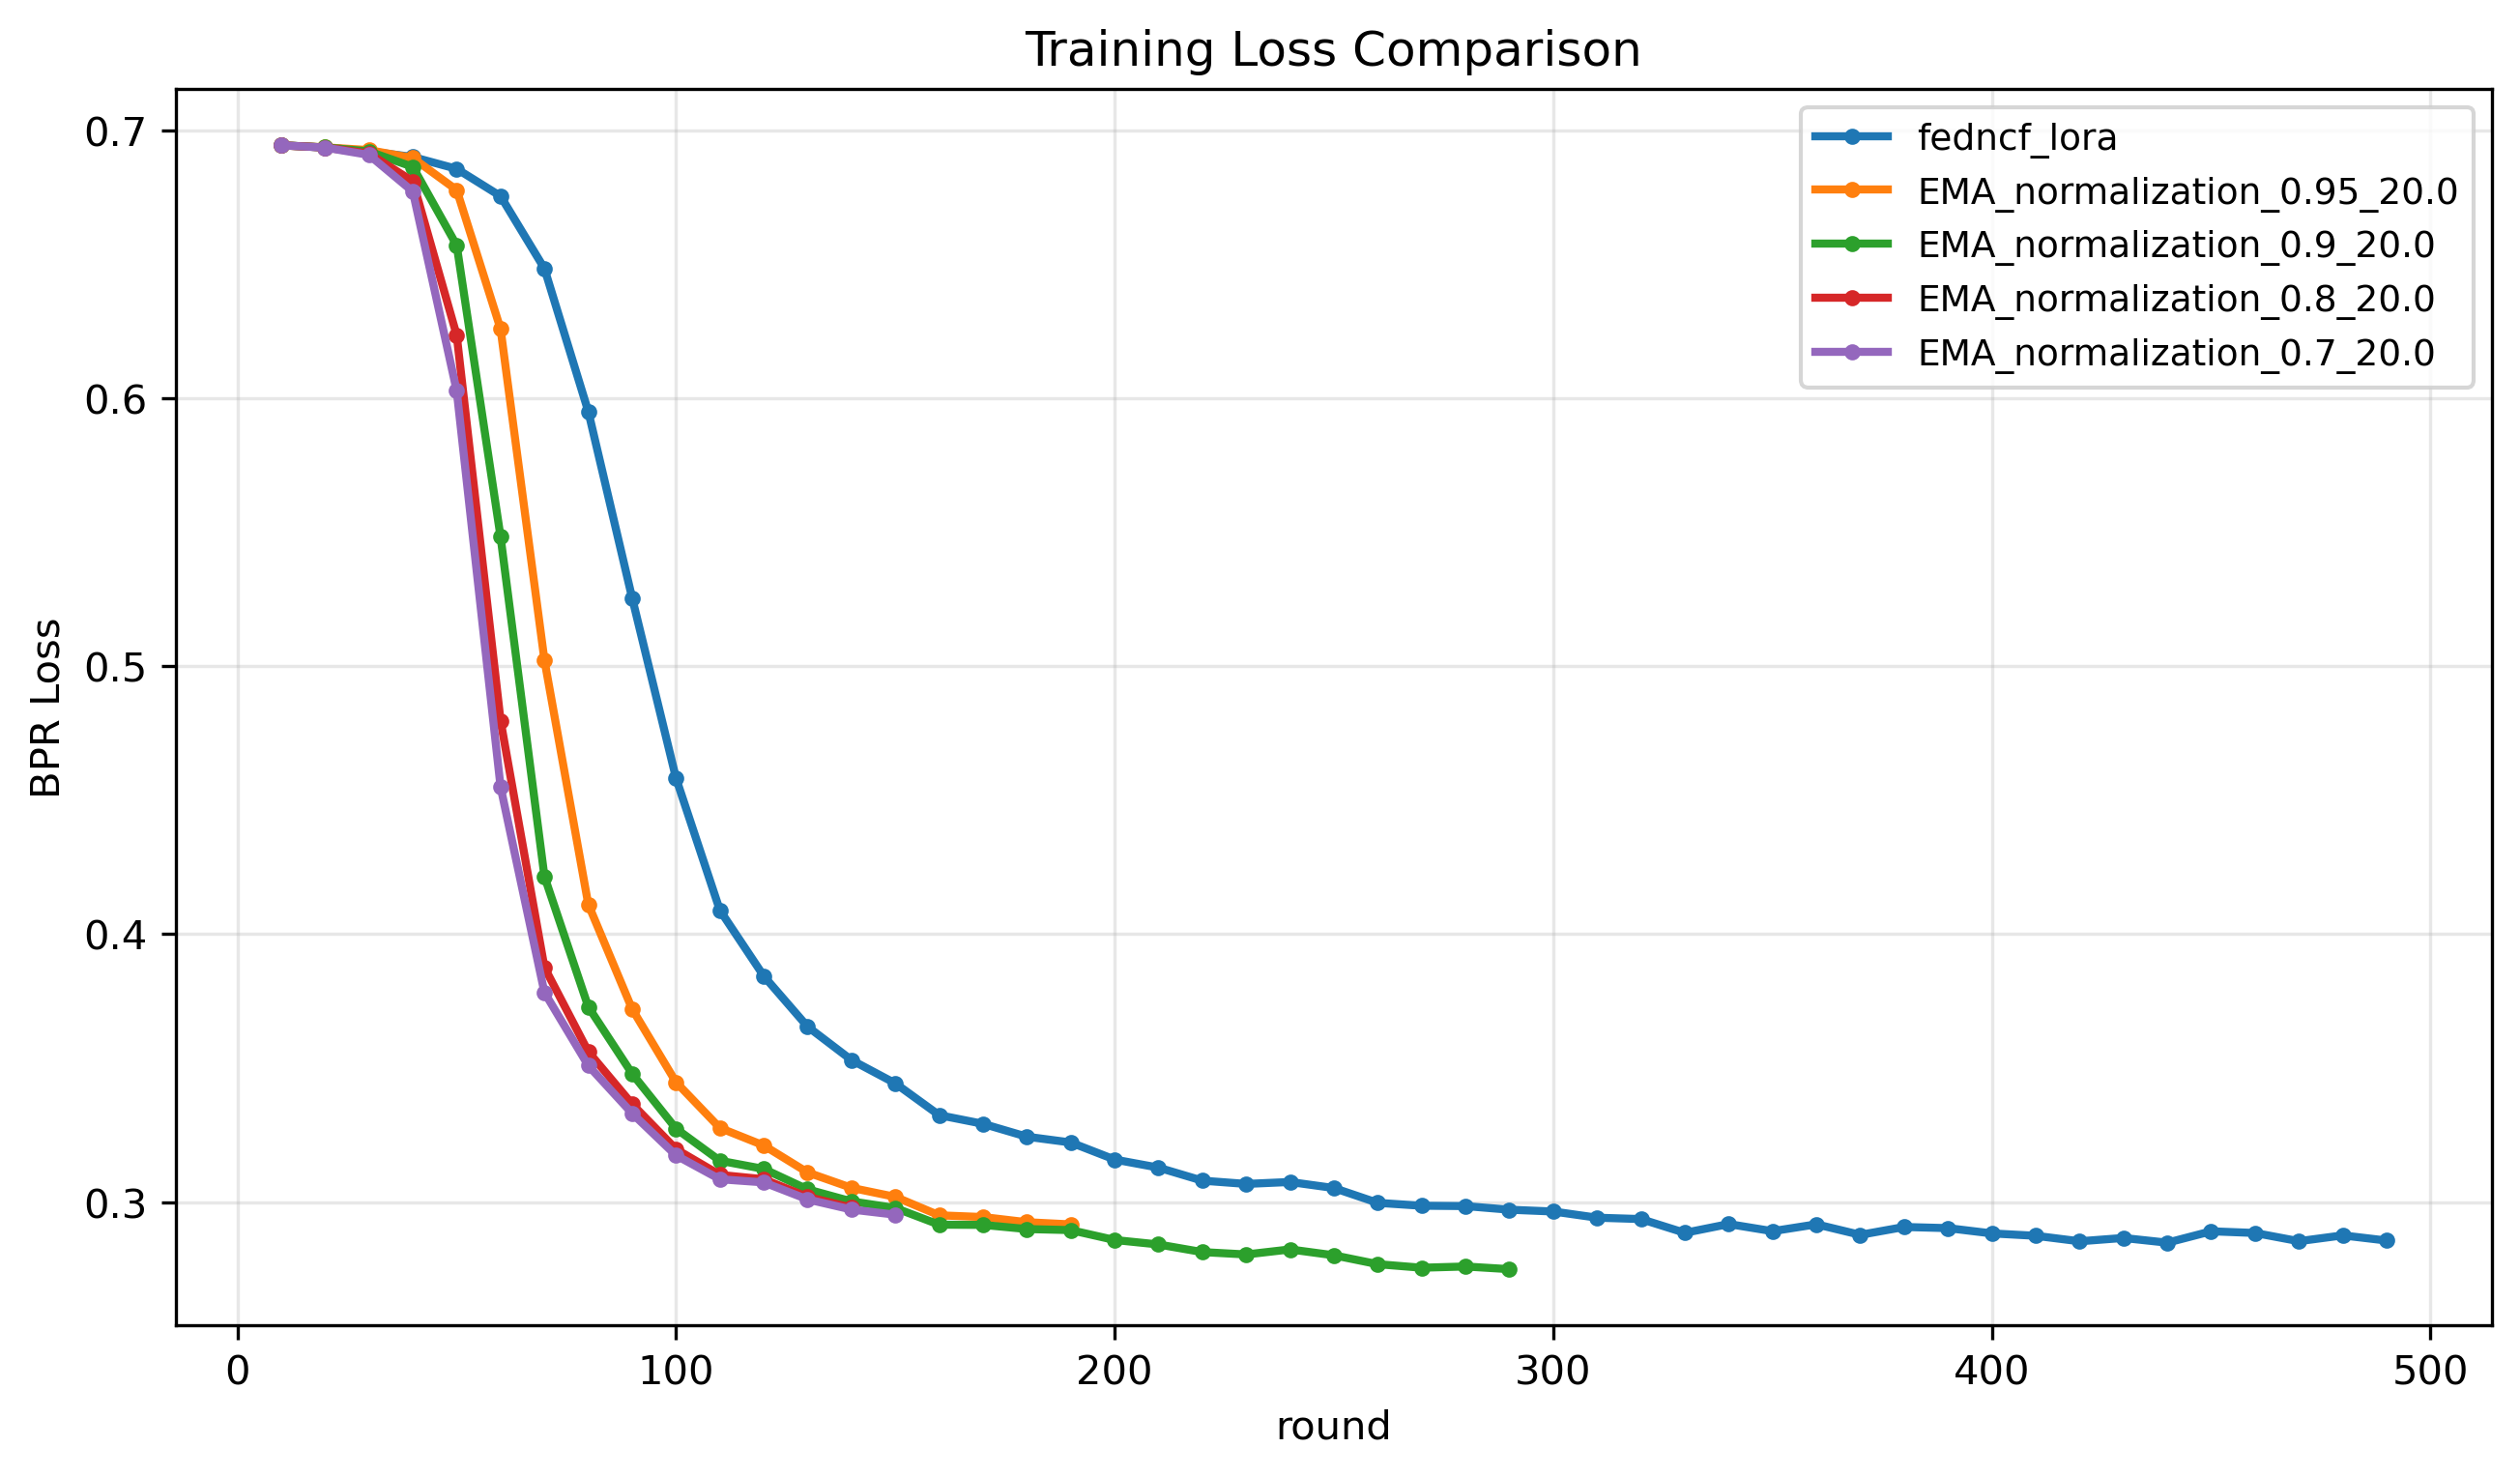 Training Loss Comparison
fedncf_lora
EMA_normalization_0.95_20.0
EMA_normalization_0.9_20.0
EMA_normalization_0.8_20.0
EMA_normalization_0.7_20.0
BPR Loss
0.7
0.6
0.5
0.4
0.3
0
100
200
300
400
500
round